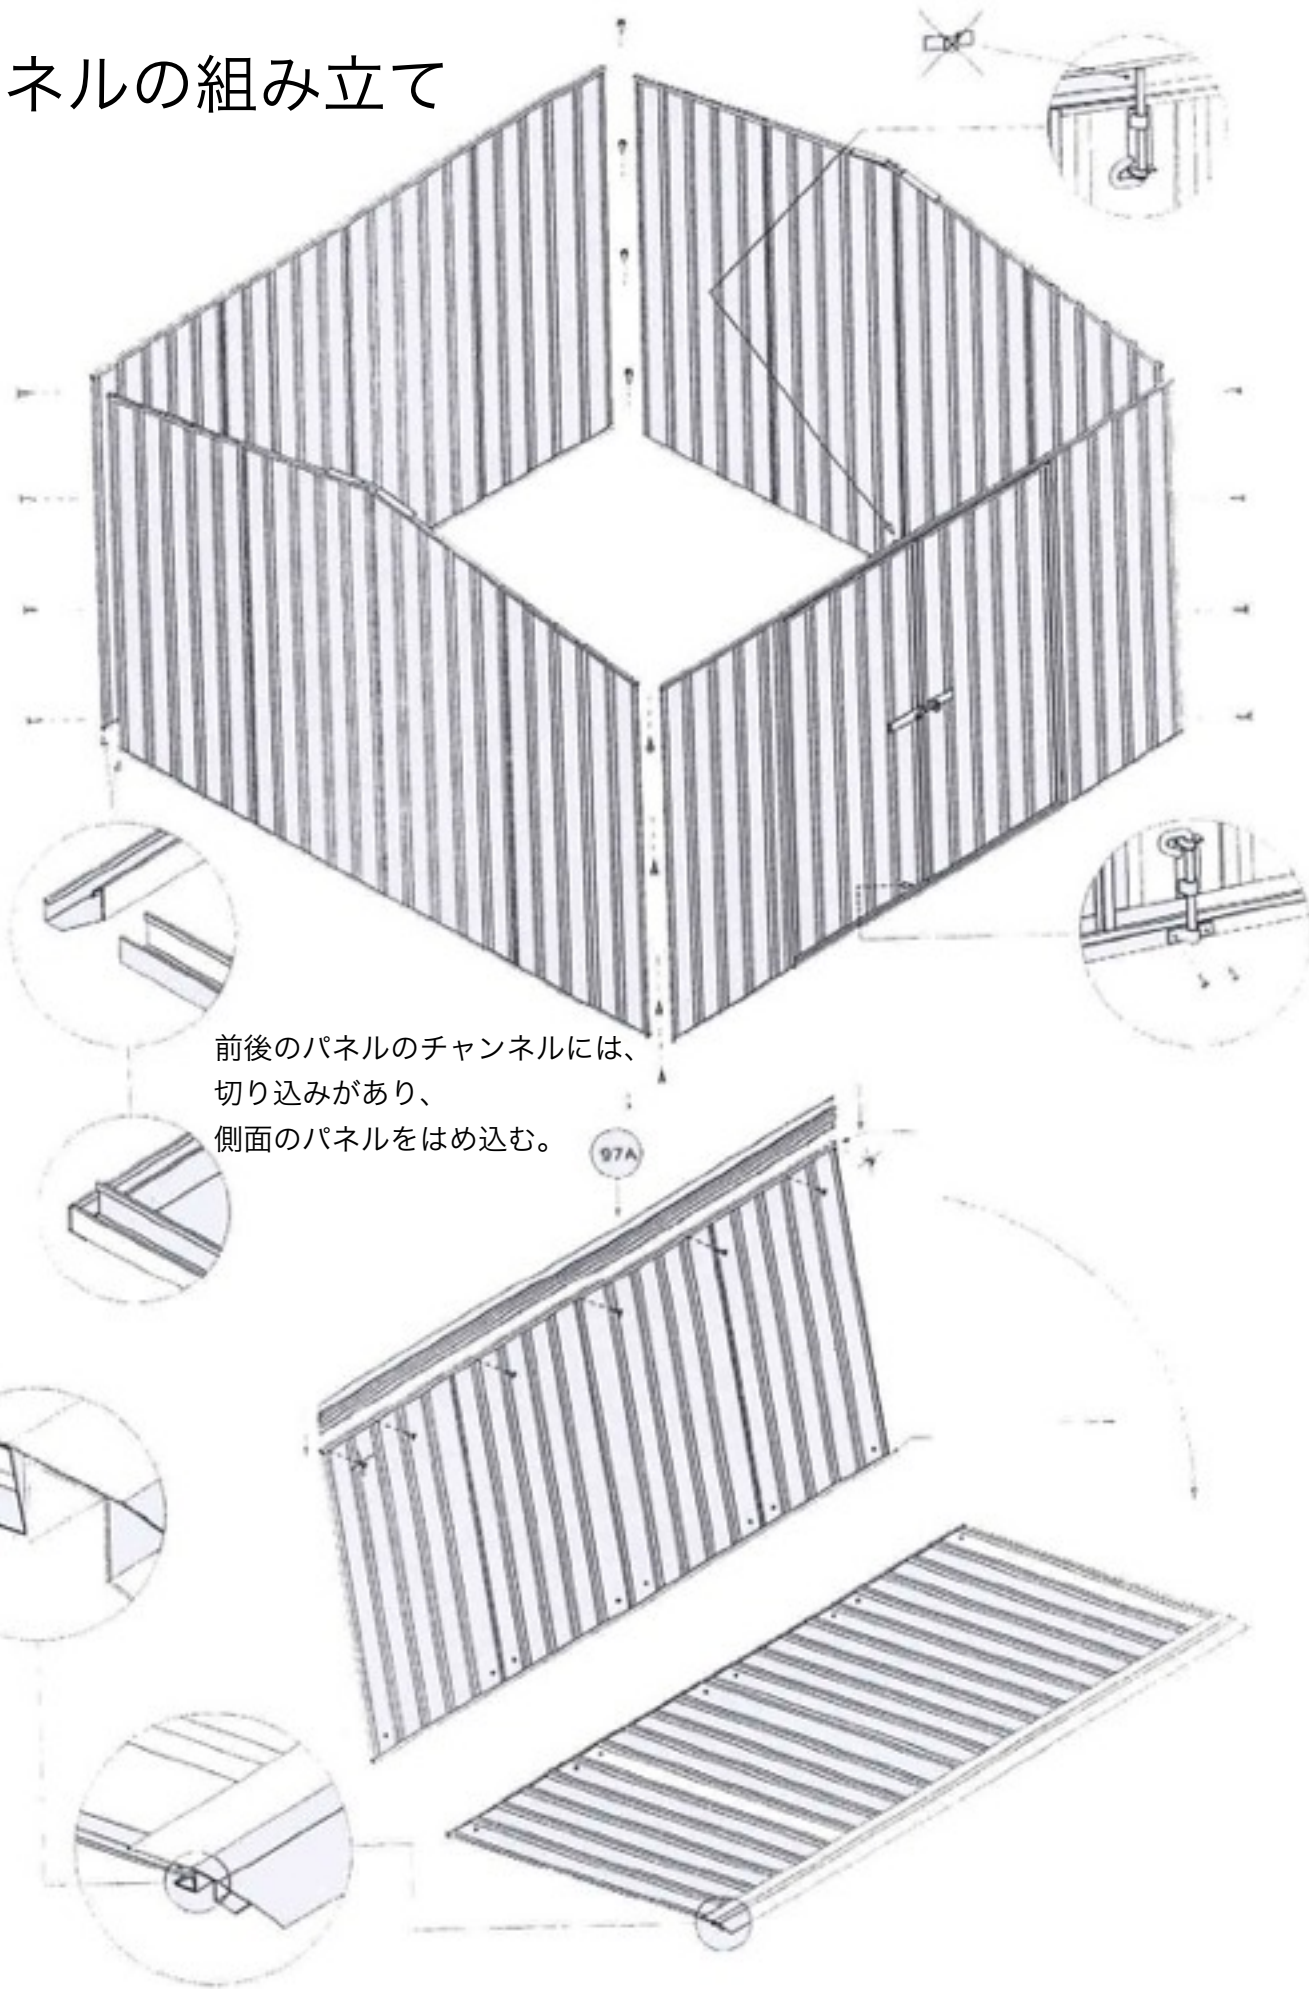 ネルの組み立て
前後のパネルのチャンネルには、
切り込みがあり、
側面のパネルをはめ込む。
97A